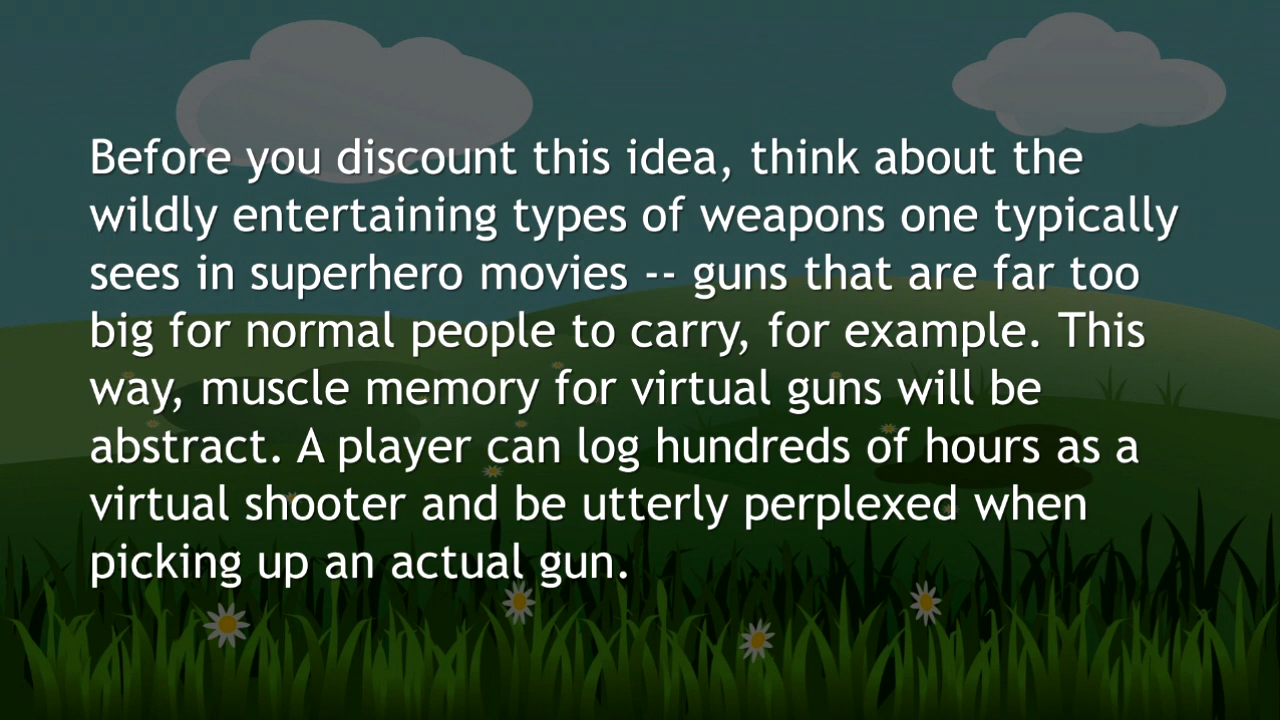 Before you discount this idea, think about the
wildly entertaining types of weapons one typically
sees in superhero movies -- guns that are far too
big for normal people to carry, for example. This
way, muscle memory for virtual guns will be
abstract. A player can log hundreds of hours as a
virtual shooter and be utterly perplexed when
picking up an actual gun.